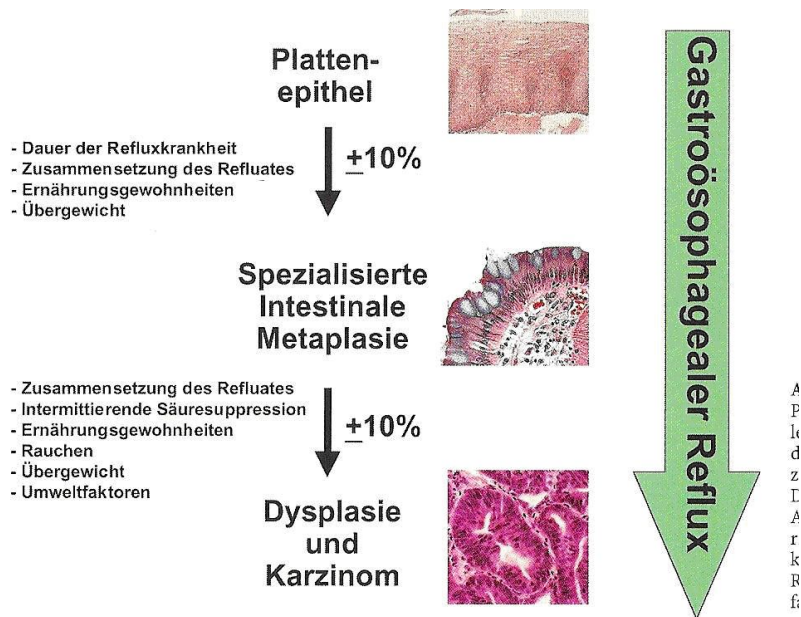 Platten-
epithel
- Dauer der Refluxkrankheit
- Zusammensetzung des Refluates
- Ernährungsgewohnheiten
- Übergewicht
±10%
Spezialisierte
Intestinale
Metaplasie
- Zusammensetzung des Refluates
- Intermittierende Säuresuppression
- Ernährungsgewohnheiten
- Rauchen
- Übergewicht
- Umweltfaktoren
±10%
Dysplasie
und
Karzinom
Gastroösophagealer Reflux